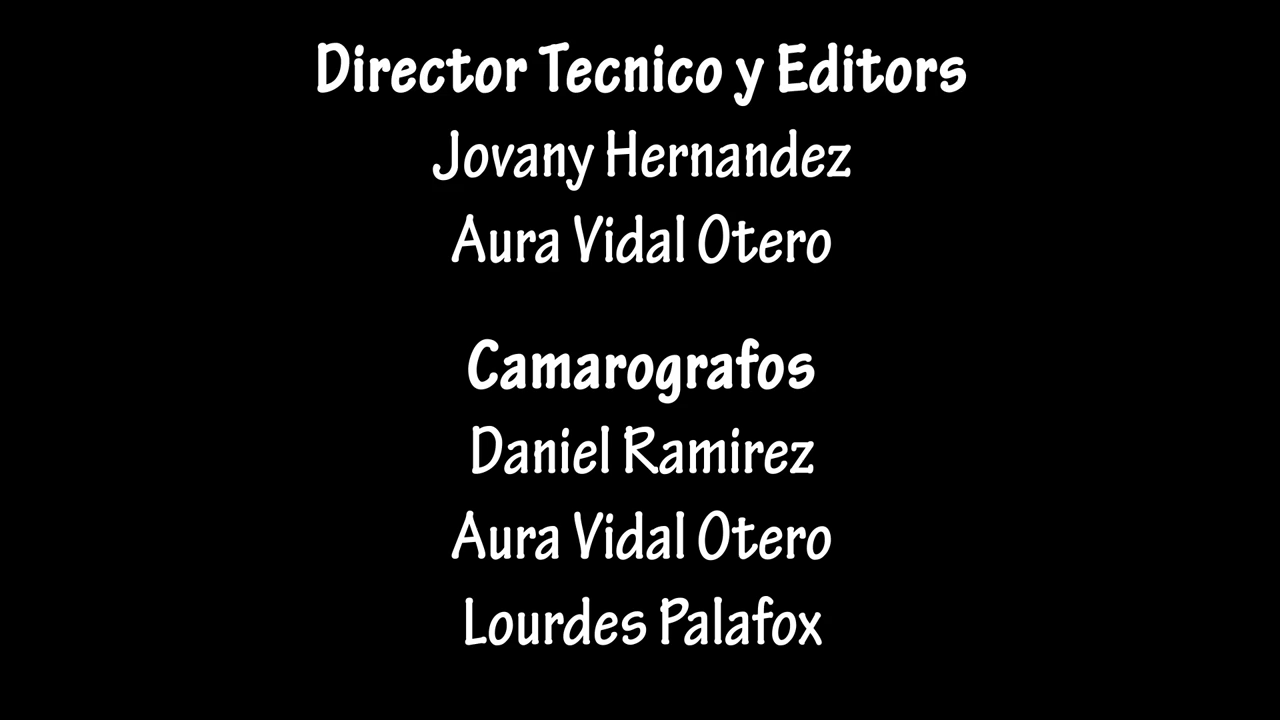 Director Tecnico y Editors
Jovany Hernandez
Aura Vidal Otero
Camarografos
Daniel Ramirez
Aura Vidal Otero
Lourdes Palafox